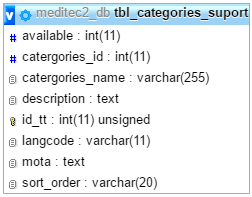 v meditec2_db tbl_categories_suport
# available : int(11)
# catergories_id : int(11)
catergories_name : varchar(255)
description : text
id_tt : int(11) unsigned
langcode : varchar(11)
mota : text
sort_order : varchar(20)